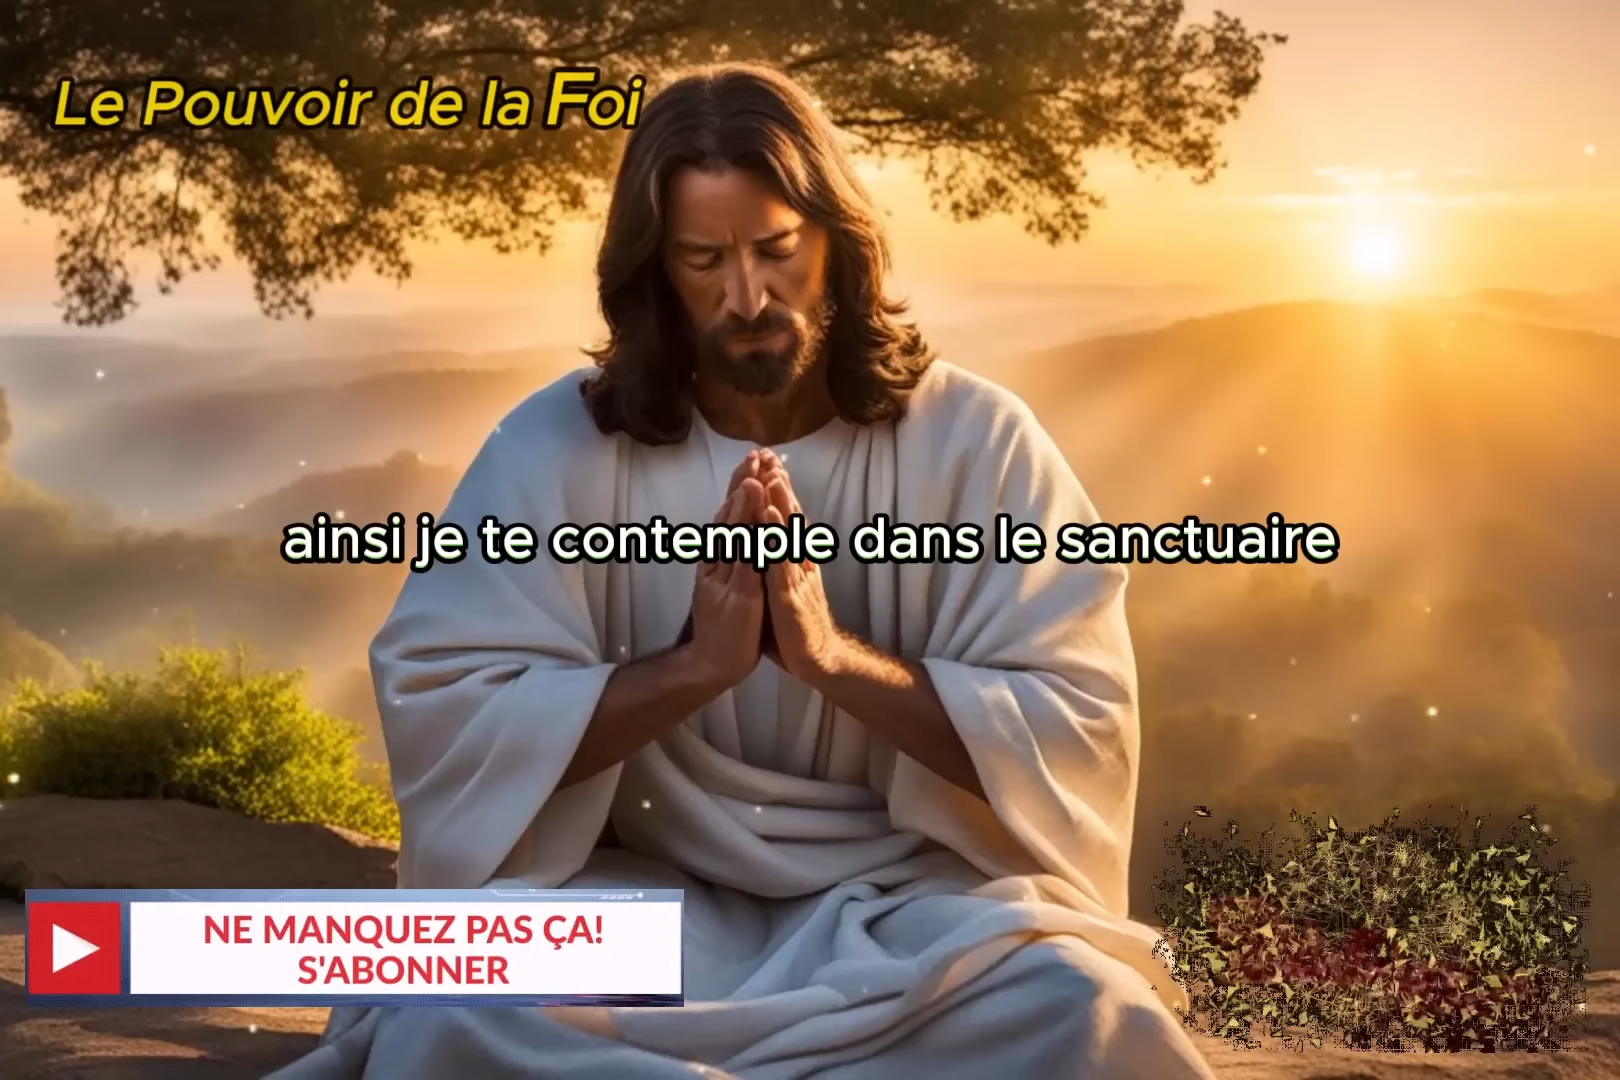 Le Pouvoir de la Foi
ainsi je te contemple dans le sanctuaire
NE MANQUEZ PAS ÇA!
S'ABONNER